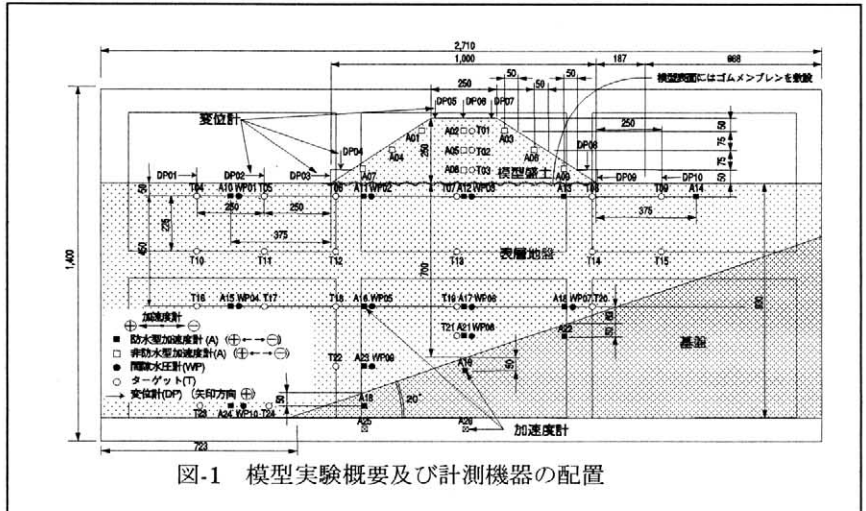 2,710
1,000 187 668
250 50 50
模型表面にはゴムメンブレンを敷設
DP05 DP06 DP07
変位計
A01 A02 T01 A03 50
DP04 A04 250 A05 T02 A06 DP08 75
250
A06 T03 75
DP01 DP02 DP03 A07 模型盛土 A09 DP09 DP10 50
50 T04 A10 WP01 T05 T06 A11 WP02 T07 A12 WP03 A13 T08 T09 A14
250 250
225 375 375
450
1,400
表層地盤
T10 T11 T12 T13 T14 T15
700
T16 A15 WP04 T17 T18 A16 WP05 T19 A17 WP06 A18 WP07 T20
加速度計
T21 A21 WP08 A22 50
■ 防水型加速度計(A) (⊕←→⊖)
□ 非防水型加速度計(A) (⊕←→⊖)
● 間隙水圧計(WP)
○ ターゲット(T)
→ 変位計(DP) (矢印方向⊕)
基盤
T22 A23 WP09 A19 50
50 A18 20°
T23 A24 WP10 T24
A25 A26
加速度計
723
図-1 模型実験概要及び計測機器の配置